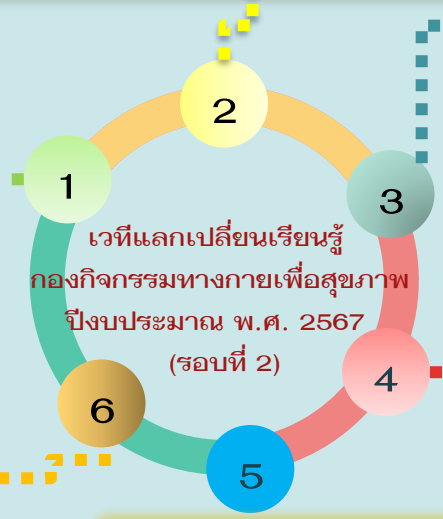 2
1
3
เวทีแลกเปลี่ยนเรียนรู้
กองกิจกรรมทางกายเพื่อสุขภาพ
ปีงบประมาณ พ.ศ. 2567
(รอบที่ 2)
4
6
5